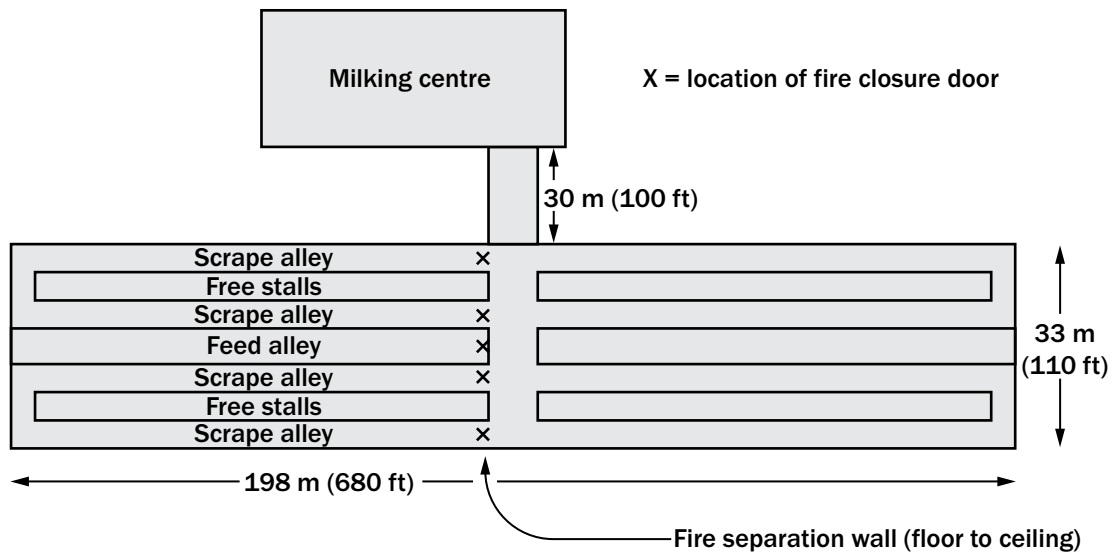 Milking centre
X = location of fire closure door
30 m (100 ft)
Scrape alley
Free stalls
Scrape alley
Feed alley
Scrape alley
Free stalls
Scrape alley
33 m
(110 ft)
198 m (680 ft)
Fire separation wall (floor to ceiling)